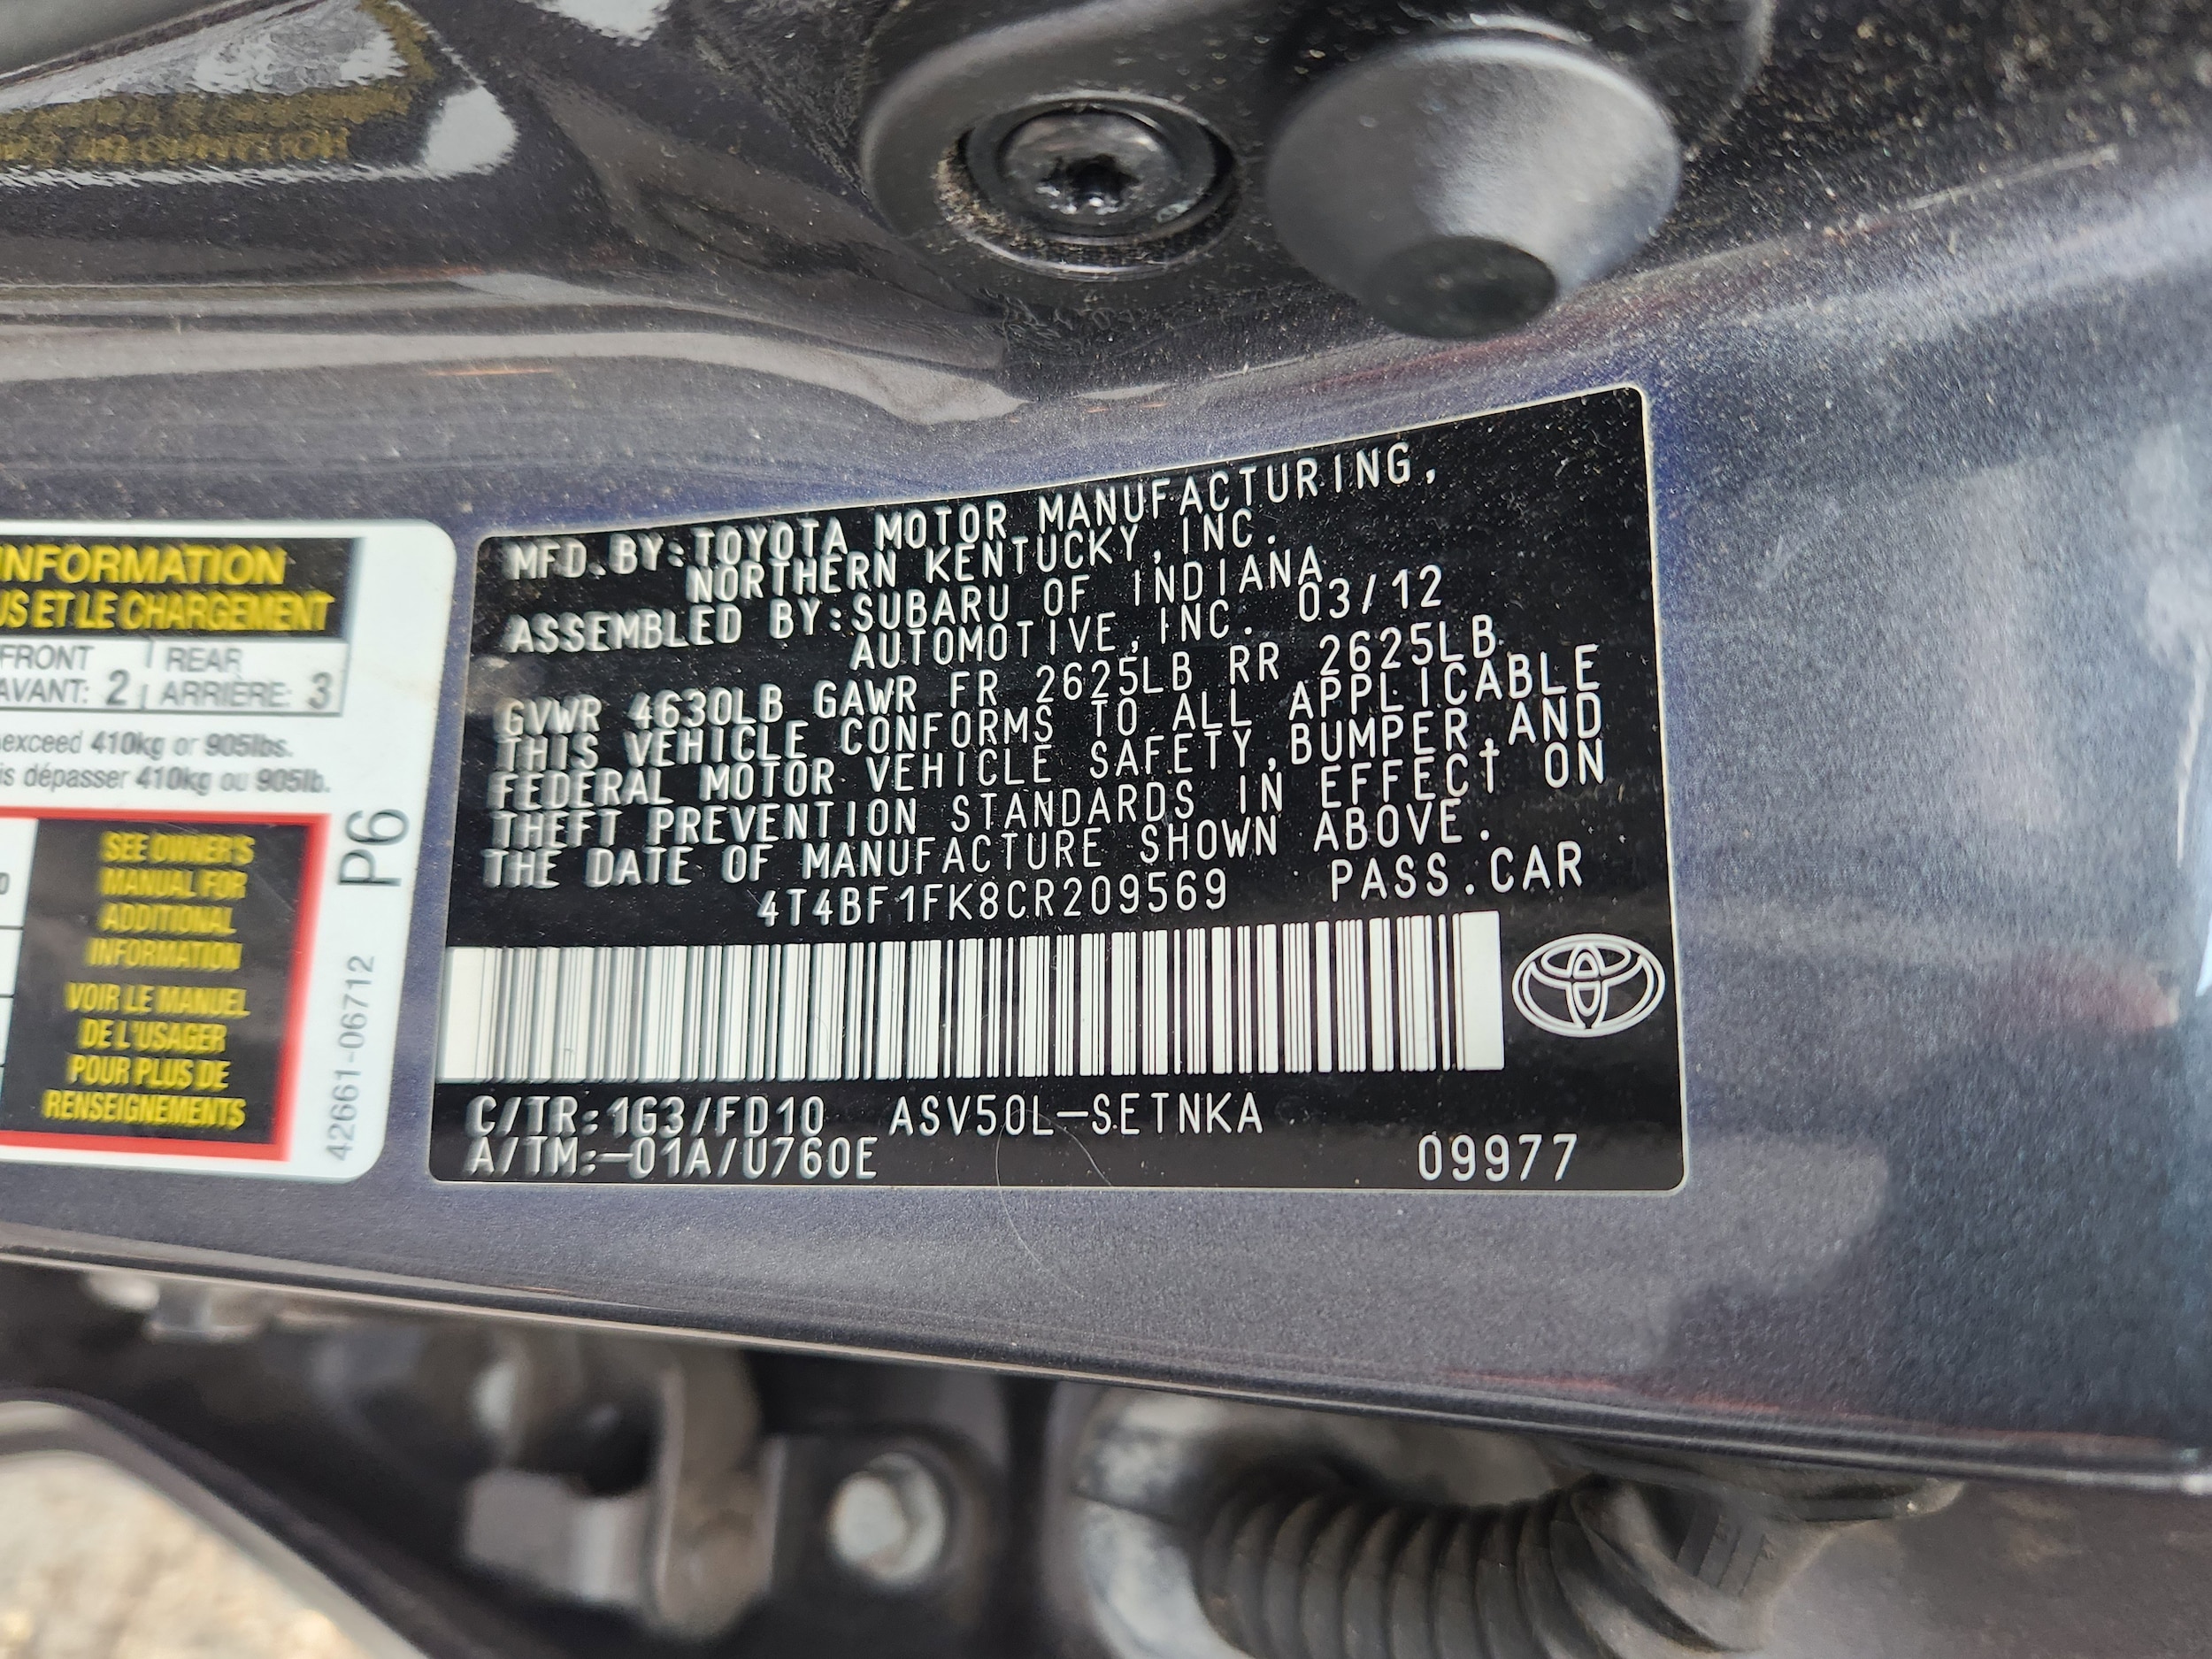 INFORMATION
US ET LE CHARGEMENT
FRONT REAR
AVANT: 2 ARRIÈRE: 3
exceed 410kg or 905lbs.
is dépasser 410kg ou 905lb.
SEE OWNER'S
MANUAL FOR
ADDITIONAL
INFORMATION
VOIR LE MANUEL
DE L'USAGER
POUR PLUS DE
RENSEIGNEMENTS
P6
42661-06712
MFD.BY:TOYOTA MOTOR MANUFACTURING,
NORTHERN KENTUCKY,INC.
ASSEMBLED BY:SUBARU OF INDIANA
AUTOMOTIVE,INC. 03/12
GVWR 4630LB GAWR FR 2625LB RR 2625LB
THIS VEHICLE CONFORMS TO ALL APPLICABLE
FEDERAL MOTOR VEHICLE SAFETY,BUMPER,AND
THEFT PREVENTION STANDARDS IN EFFECT ON
THE DATE OF MANUFACTURE SHOWN ABOVE.
4T4BF1FK8CR209569 PASS.CAR
C/TR:1G3/FD10 ASV50L-SETNKA
A/TM:-01A/U760E 09977